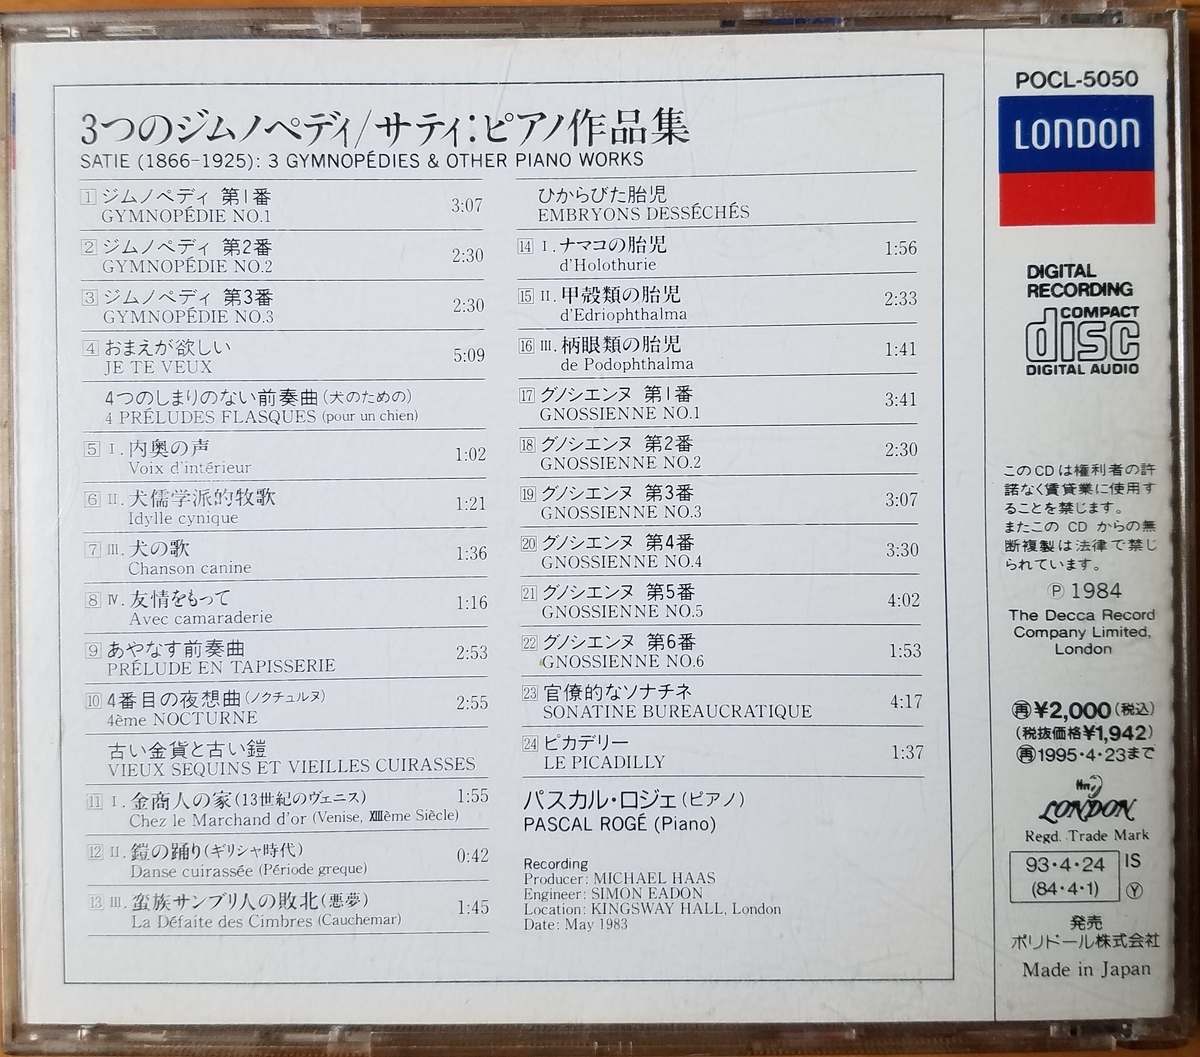 3つのジムノペディ/サティ:ピアノ作品集
SATIE (1866-1925): 3 GYMNOPÉDIES & OTHER PIANO WORKS
1 ジムノペディ 第1番 3:07
GYMNOPÉDIE NO.1
2 ジムノペディ 第2番 2:30
GYMNOPÉDIE NO.2
3 ジムノペディ 第3番 2:30
GYMNOPÉDIE NO.3
4 おまえが欲しい 5:09
JE TE VEUX
4つのしまりのない前奏曲(犬のための)
4 PRÉLUDES FLASQUES (pour un chien)
5 I. 内奥の声 1:02
Voix d'intérieur
6 II. 犬儒学派的牧歌 1:21
Idylle cynique
7 III. 犬の歌 1:36
Chanson canine
8 IV. 友情をもって 1:16
Avec camaraderie
9 あやなす前奏曲 2:53
PRÉLUDE EN TAPISSERIE
10 4番目の夜想曲(ノクチュルヌ) 2:55
4ème NOCTURNE
古い金貨と古い鎧
VIEUX SEQUINS ET VIEILLES CUIRASSES
11 I. 金商人の家(13世紀のヴェニス) 1:55
Chez le Marchand d'or (Venise, XIIIème Siècle)
12 II. 鎧の踊り(ギリシャ時代) 0:42
Danse cuirassée (Période greque)
13 III. 蛮族サンブリ人の敗北(悪夢) 1:45
La Défaite des Cimbres (Cauchemar)
ひからびた胎児
EMBRYONS DESSÉCHÉS
14 I. ナマコの胎児 1:56
d'Holothurie
15 II. 甲殻類の胎児 2:33
d'Edriophthalma
16 III. 柄眼類の胎児 1:41
de Podophthalma
17 グノシエンヌ 第1番 3:41
GNOSSIENNE NO.1
18 グノシエンヌ 第2番 2:30
GNOSSIENNE NO.2
19 グノシエンヌ 第3番 3:07
GNOSSIENNE NO.3
20 グノシエンヌ 第4番 3:30
GNOSSIENNE NO.4
21 グノシエンヌ 第5番 4:02
GNOSSIENNE NO.5
22 グノシエンヌ 第6番 1:53
GNOSSIENNE NO.6
23 官僚的なソナチネ 4:17
SONATINE BUREAUCRATIQUE
24 ピカデリー 1:37
LE PICADILLY
パスカル・ロジェ(ピアノ)
PASCAL ROGÉ (Piano)
Recording
Producer: MICHAEL HAAS
Engineer: SIMON EADON
Location: KINGSWAY HALL, London
Date: May 1983
POCL-5050
LONDON
DIGITAL
RECORDING
COMPACT
disc
DIGITAL AUDIO
このCDは権利者の許
諾なく賃貸業に使用す
ることを禁じます。
またこの CD からの無
断複製は法律で禁じ
られています。
Ⓟ 1984
The Decca Record
Company Limited,
London
㊢¥2,000(税込)
(税抜価格¥1,942)
1995・4・23まで
LONDON
Regd. Trade Mark
93・4・24 IS
(84・4・1) Ⓨ
発売
ポリドール株式会社
Made in Japan